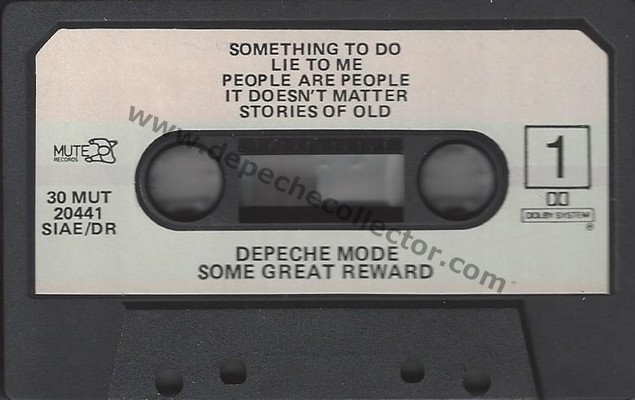 SOMETHING TO DO
LIE TO ME
PEOPLE ARE PEOPLE
IT DOESN'T MATTER
STORIES OF OLD
MUTE
RECORDS
30 MUT
20441
SIAE/DR
1
DOLBY SYSTEM
®
DEPECHE MODE
SOME GREAT REWARD
www.depechecollector.com